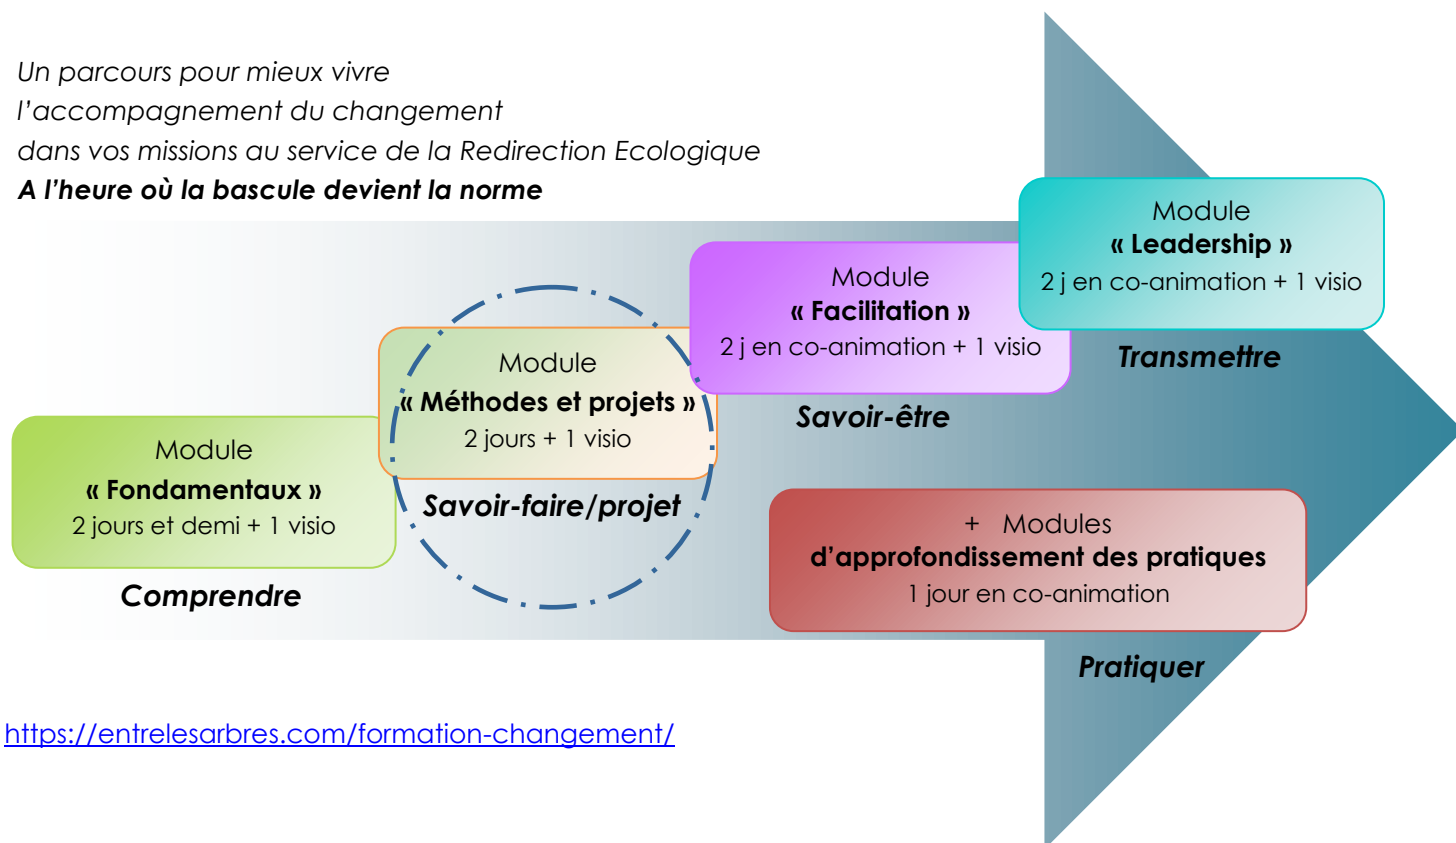 Un parcours pour mieux vivre
l'accompagnement du changement
dans vos missions au service de la Redirection Ecologique
A l'heure où la bascule devient la norme
Module
« Fondamentaux »
2 jours et demi + 1 visio
Comprendre
Module
« Méthodes et projets »
2 jours + 1 visio
Savoir-faire/projet
Module
« Facilitation »
2 j en co-animation + 1 visio
Savoir-être
Module
« Leadership »
2 j en co-animation + 1 visio
Transmettre
+ Modules
d'approfondissement des pratiques
1 jour en co-animation
Pratiquer
https://entrelesarbres.com/formation-changement/